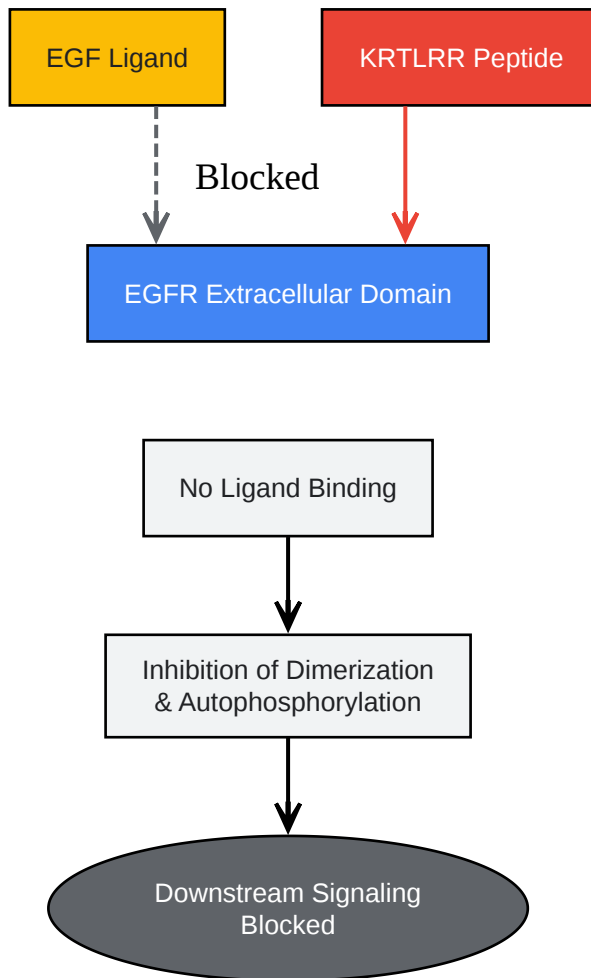 EGF Ligand
KRTLRR Peptide
Blocked
EGFR Extracellular Domain
No Ligand Binding
Inhibition of Dimerization
& Autophosphorylation
Downstream Signaling
Blocked